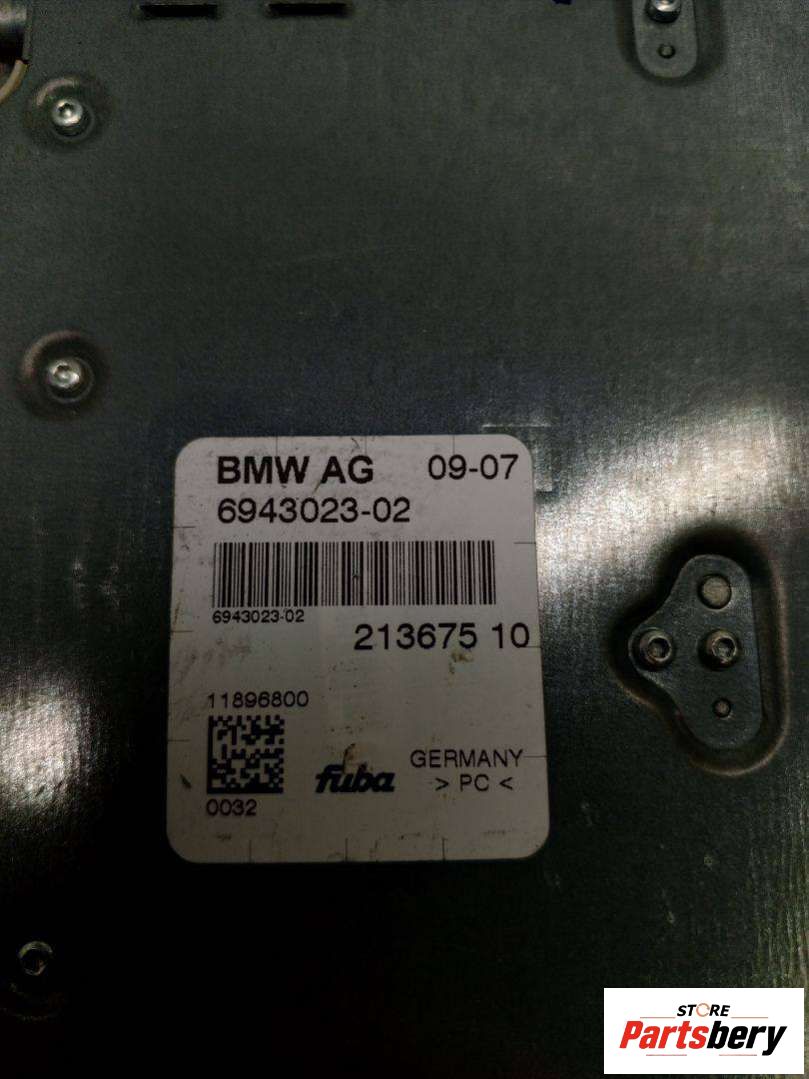 BMW AG 09-07
6943023-02
6943023-02
213675 10
11896800
fuba GERMANY
> PC <
0032
STORE
Partsbery